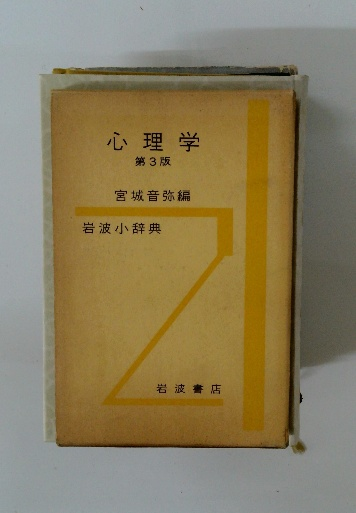 心理学
第3版
宮城音弥編
岩波小辞典
岩波書店